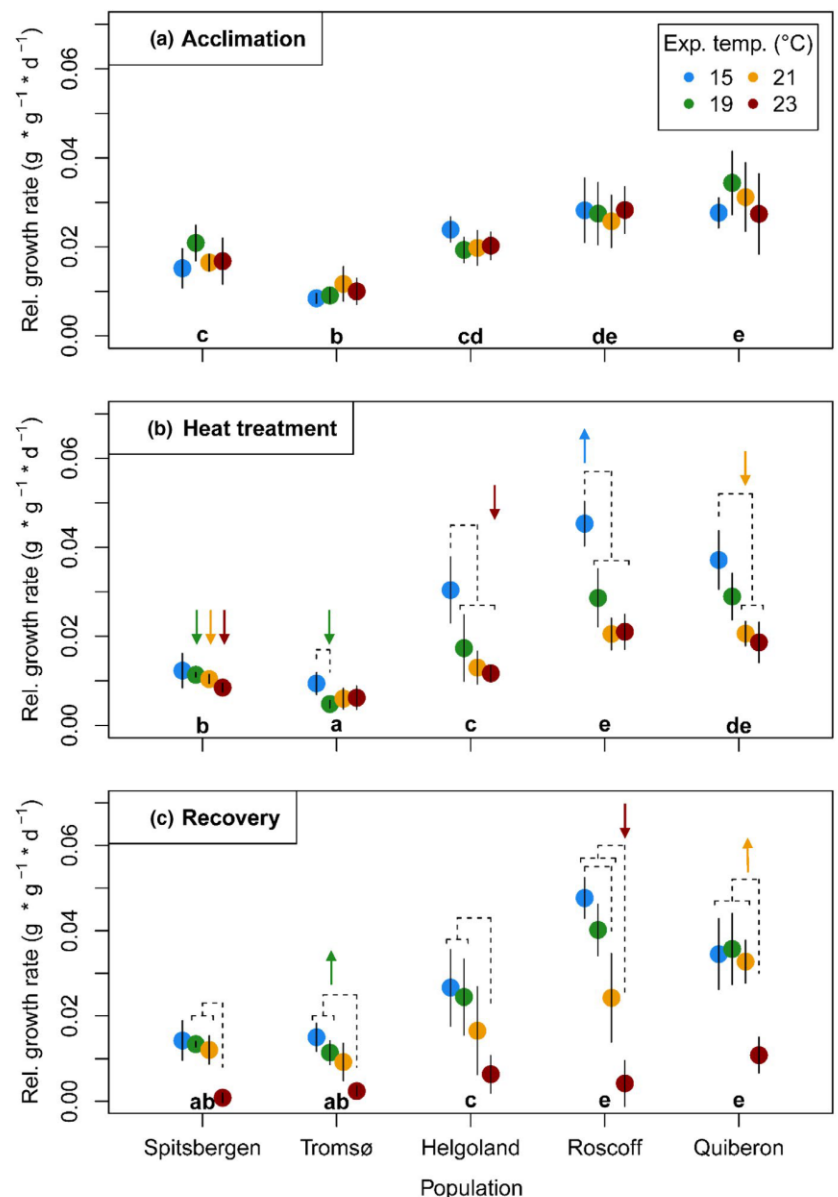 (a) Acclimation
Exp. temp. (°C)
15 21
19 23
Rel. growth rate (g * g⁻¹ * d⁻¹)
0.06
0.04
0.02
0.00
c b cd de e
(b) Heat treatment
Rel. growth rate (g * g⁻¹ * d⁻¹)
0.06
0.04
0.02
0.00
b a c e de
(c) Recovery
Rel. growth rate (g * g⁻¹ * d⁻¹)
0.06
0.04
0.02
0.00
ab ab c e e
Spitsbergen Tromsø Helgoland Roscoff Quiberon
Population